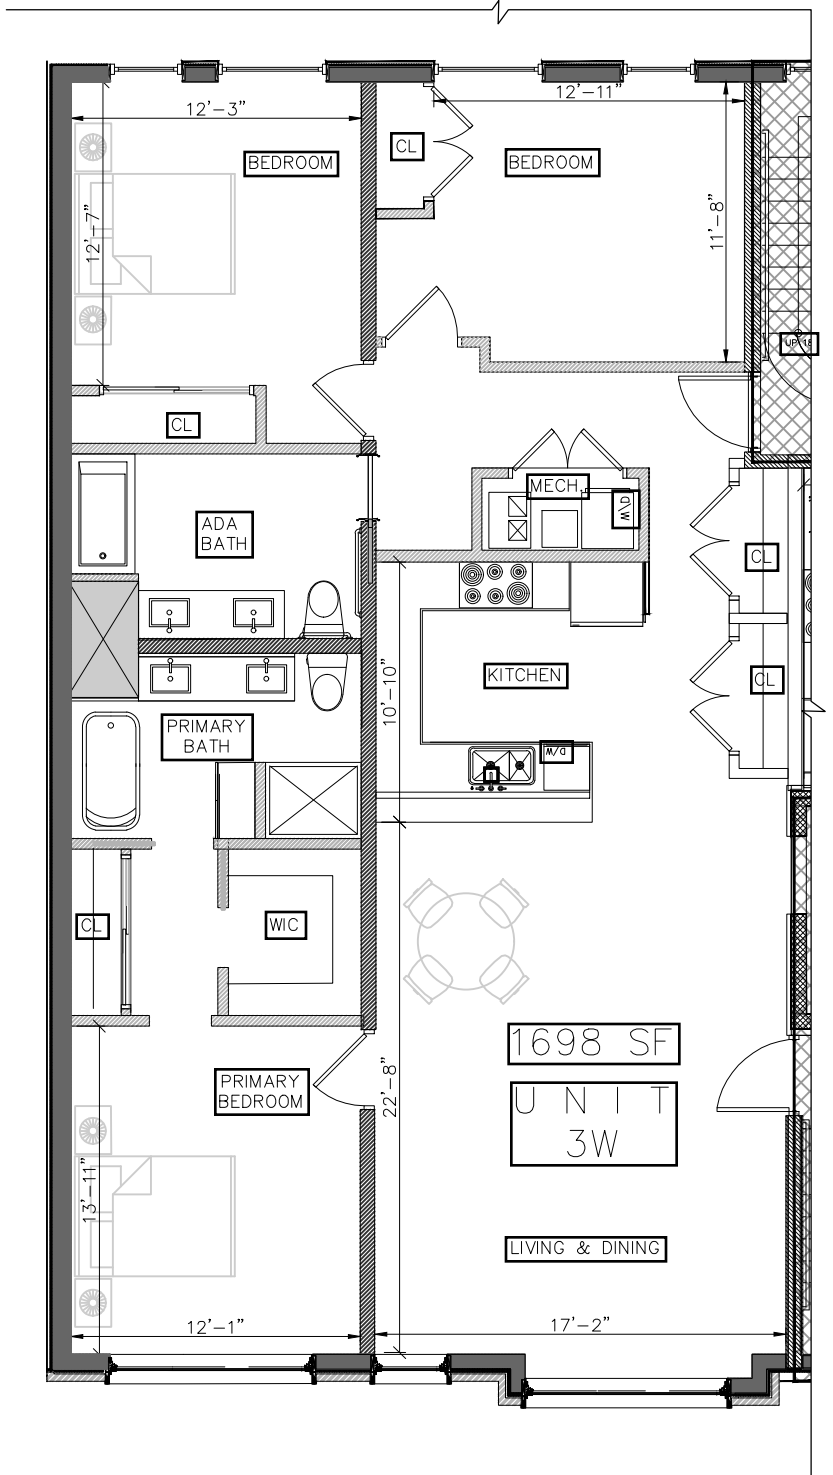 12'-3"
12'-11"
CL
BEDROOM
BEDROOM
12'-7"
11'-8"
UP 18
CL
MECH.
D/W
ADA
BATH
CL
KITCHEN
CL
10'-10"
PRIMARY
BATH
D/W
CL
WIC
1698 SF
PRIMARY
BEDROOM
22'-8"
UNIT
3W
13'-11"
LIVING & DINING
12'-1"
17'-2"